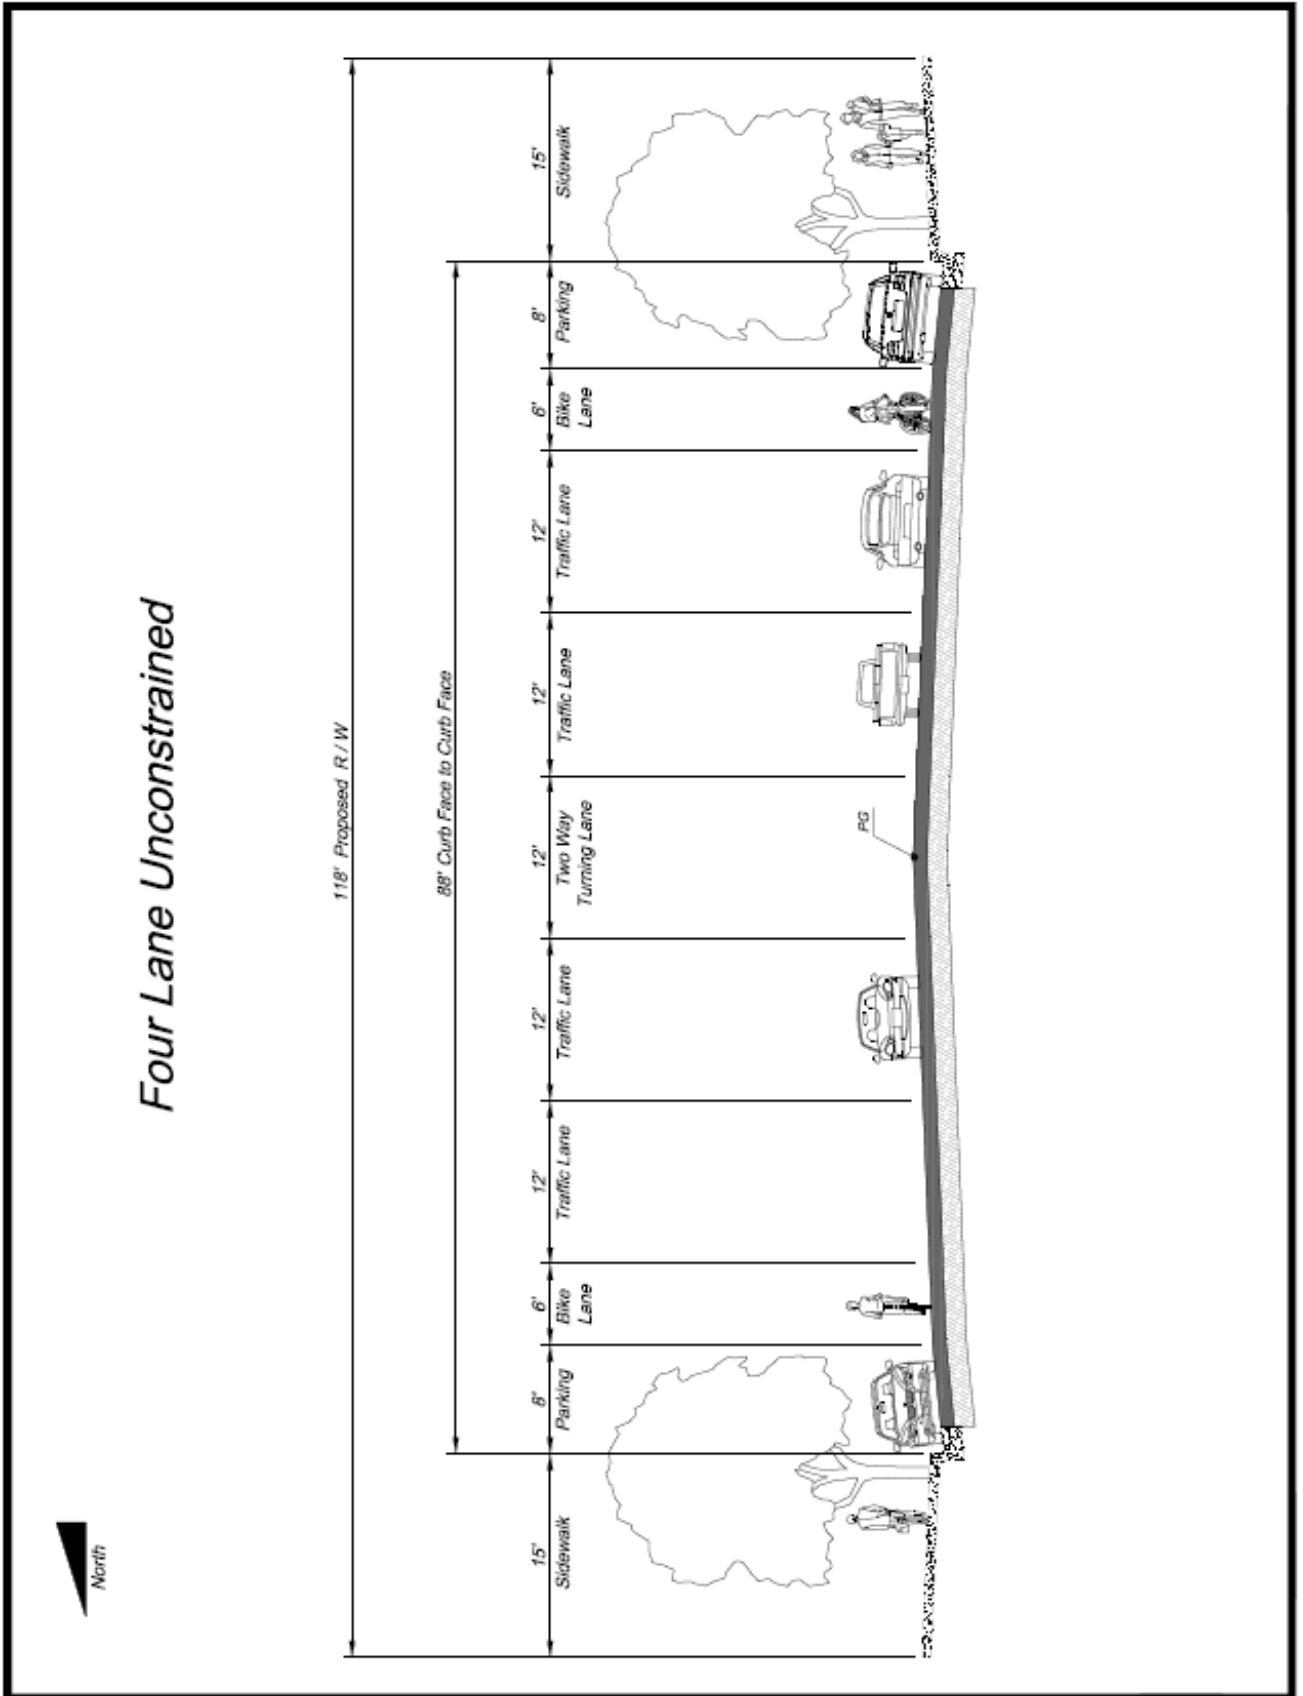 Four Lane Unconstrained
North
118' Proposed R / W
88' Curb Face to Curb Face
15'
Sidewalk
8'
Parking
6'
Bike
Lane
12'
Traffic Lane
12'
Traffic Lane
12'
Two Way
Turning Lane
12'
Traffic Lane
12'
Traffic Lane
6'
Bike
Lane
8'
Parking
15'
Sidewalk
PG